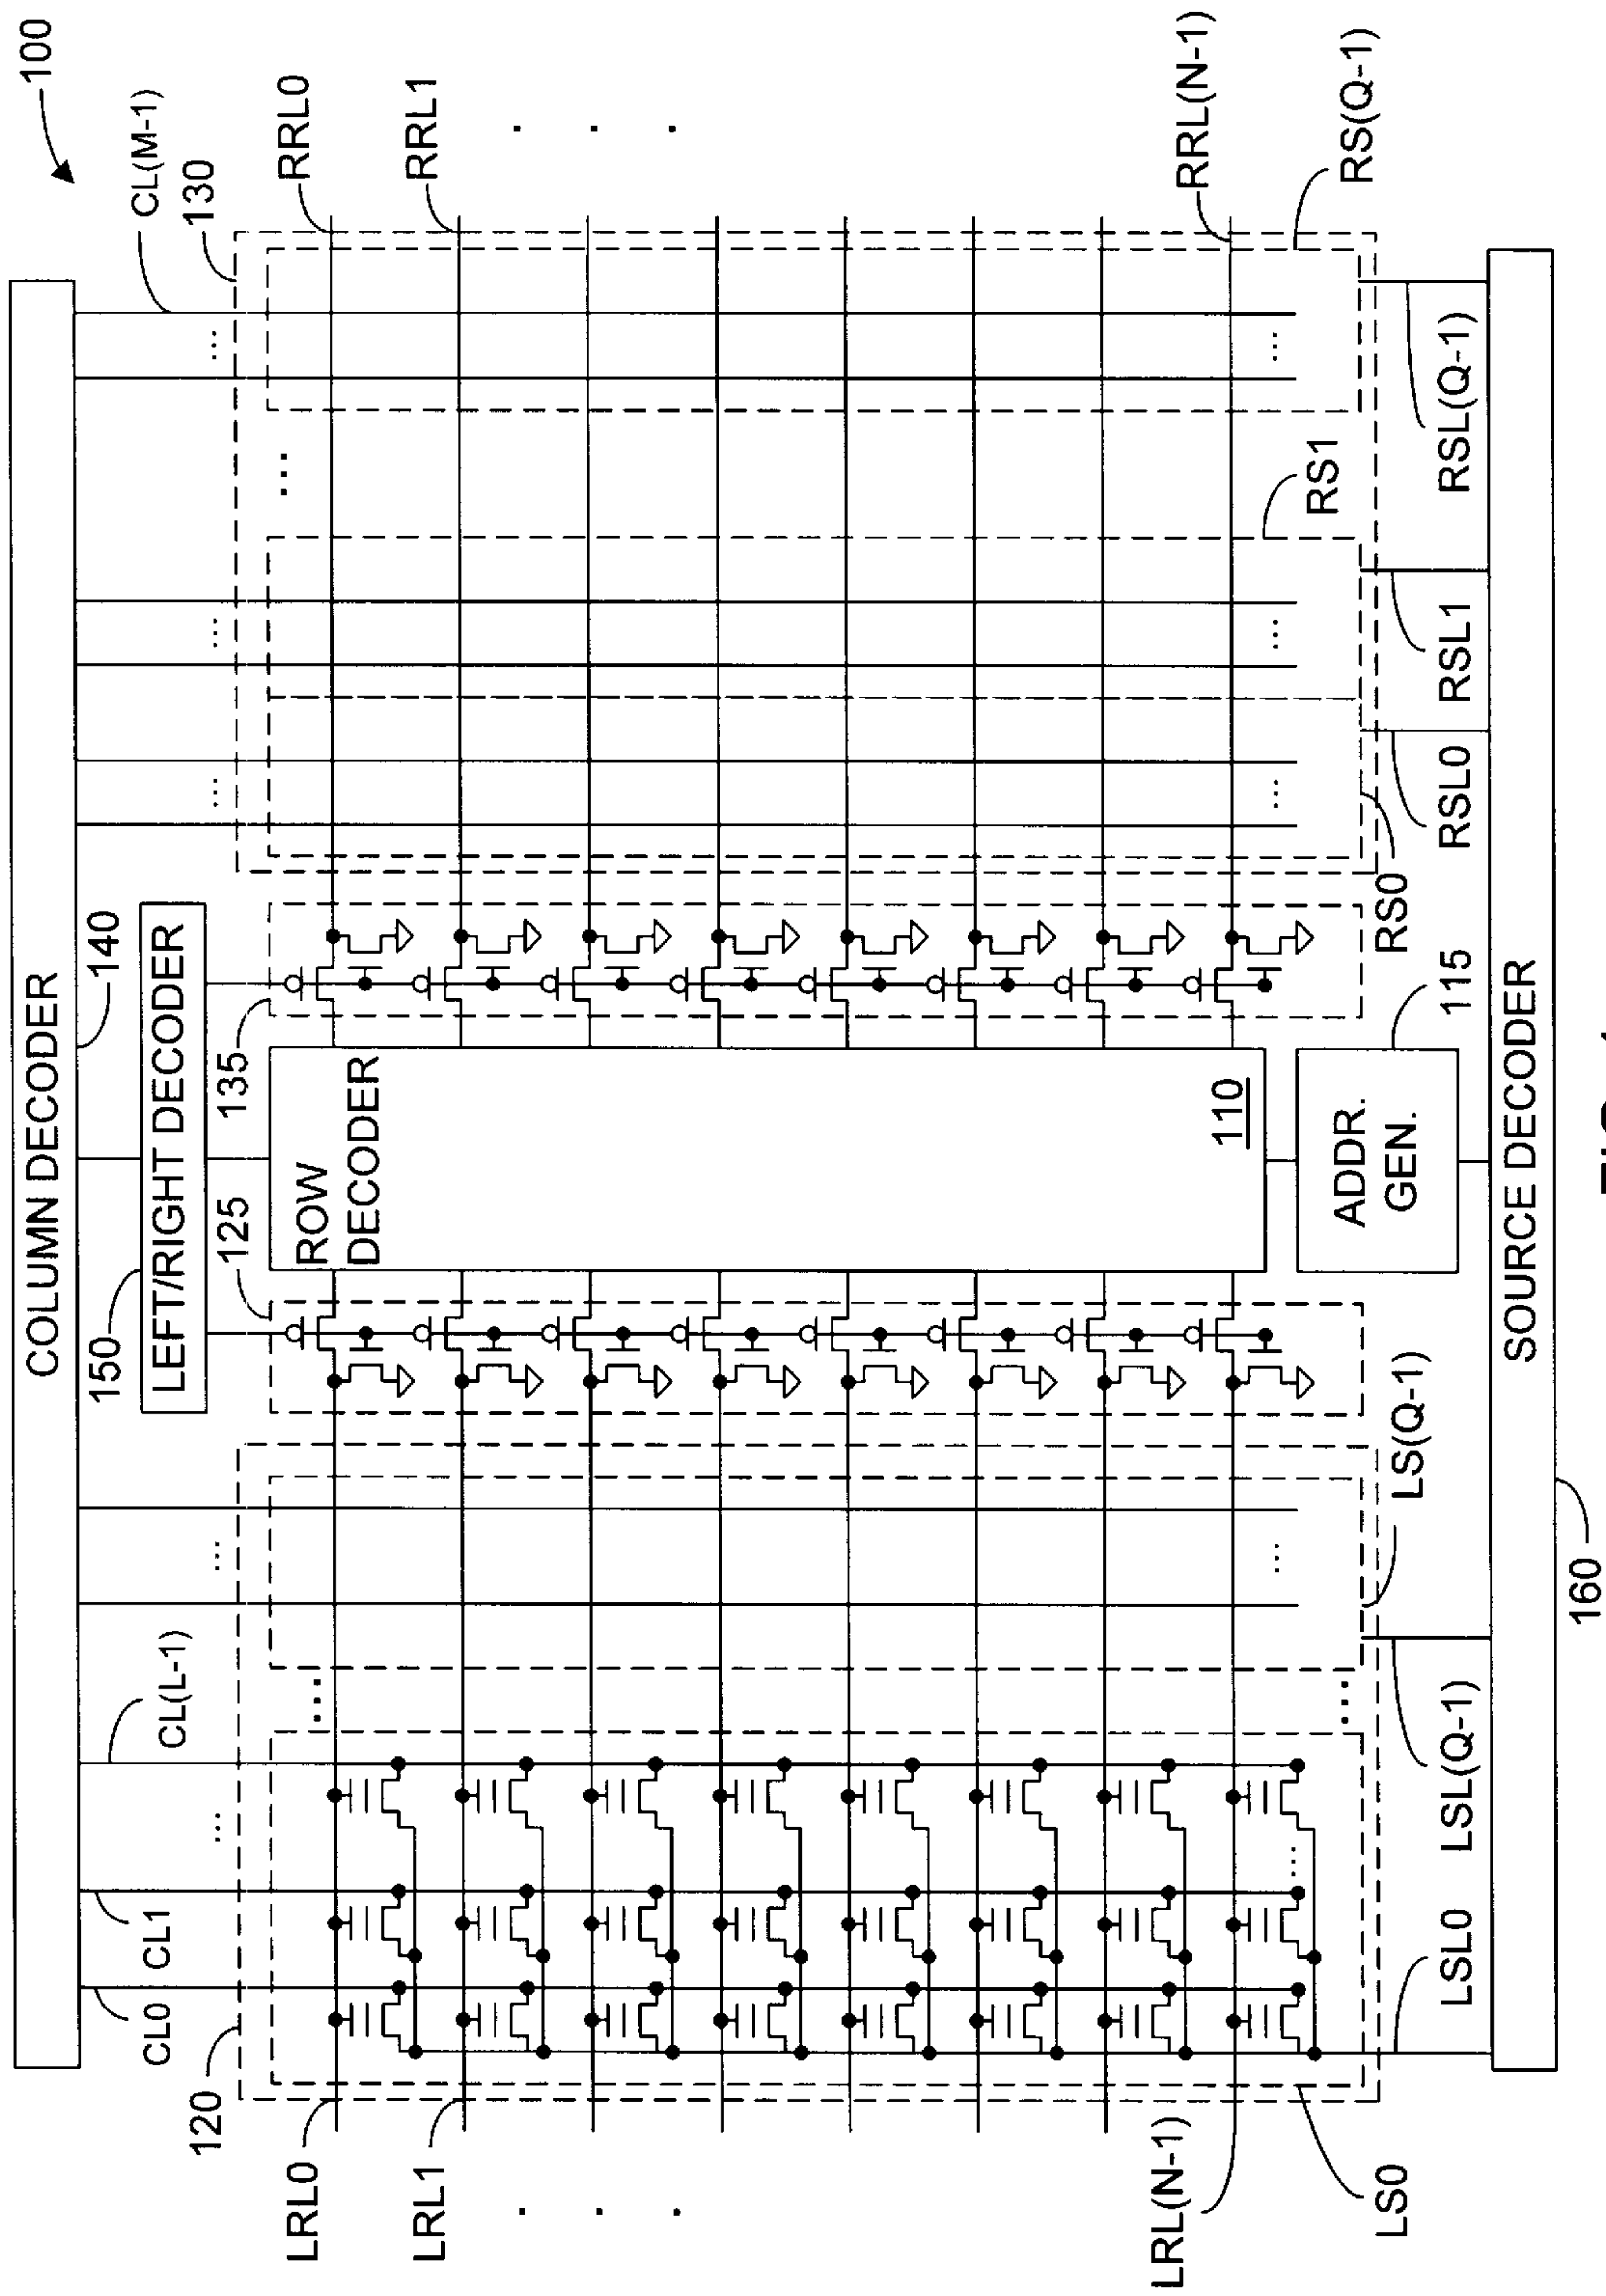 100
COLUMN DECODER
140
CL0
CL1
CL(L-1)
CL(M-1)
...
...
...
...
...
150
LEFT/RIGHT DECODER
120
125
135
130
LRL0
LRL1
.
.
.
LRL(N-1)
RRL0
RRL1
.
.
.
RRL(N-1)
...
...
ROW
DECODER
110
...
...
...
...
...
...
LS0
LS(Q-1)
RS0
RS1
RS(Q-1)
ADDR.
GEN.
115
LSL0
LSL(Q-1)
RSL0
RSL1
RSL(Q-1)
SOURCE DECODER
160